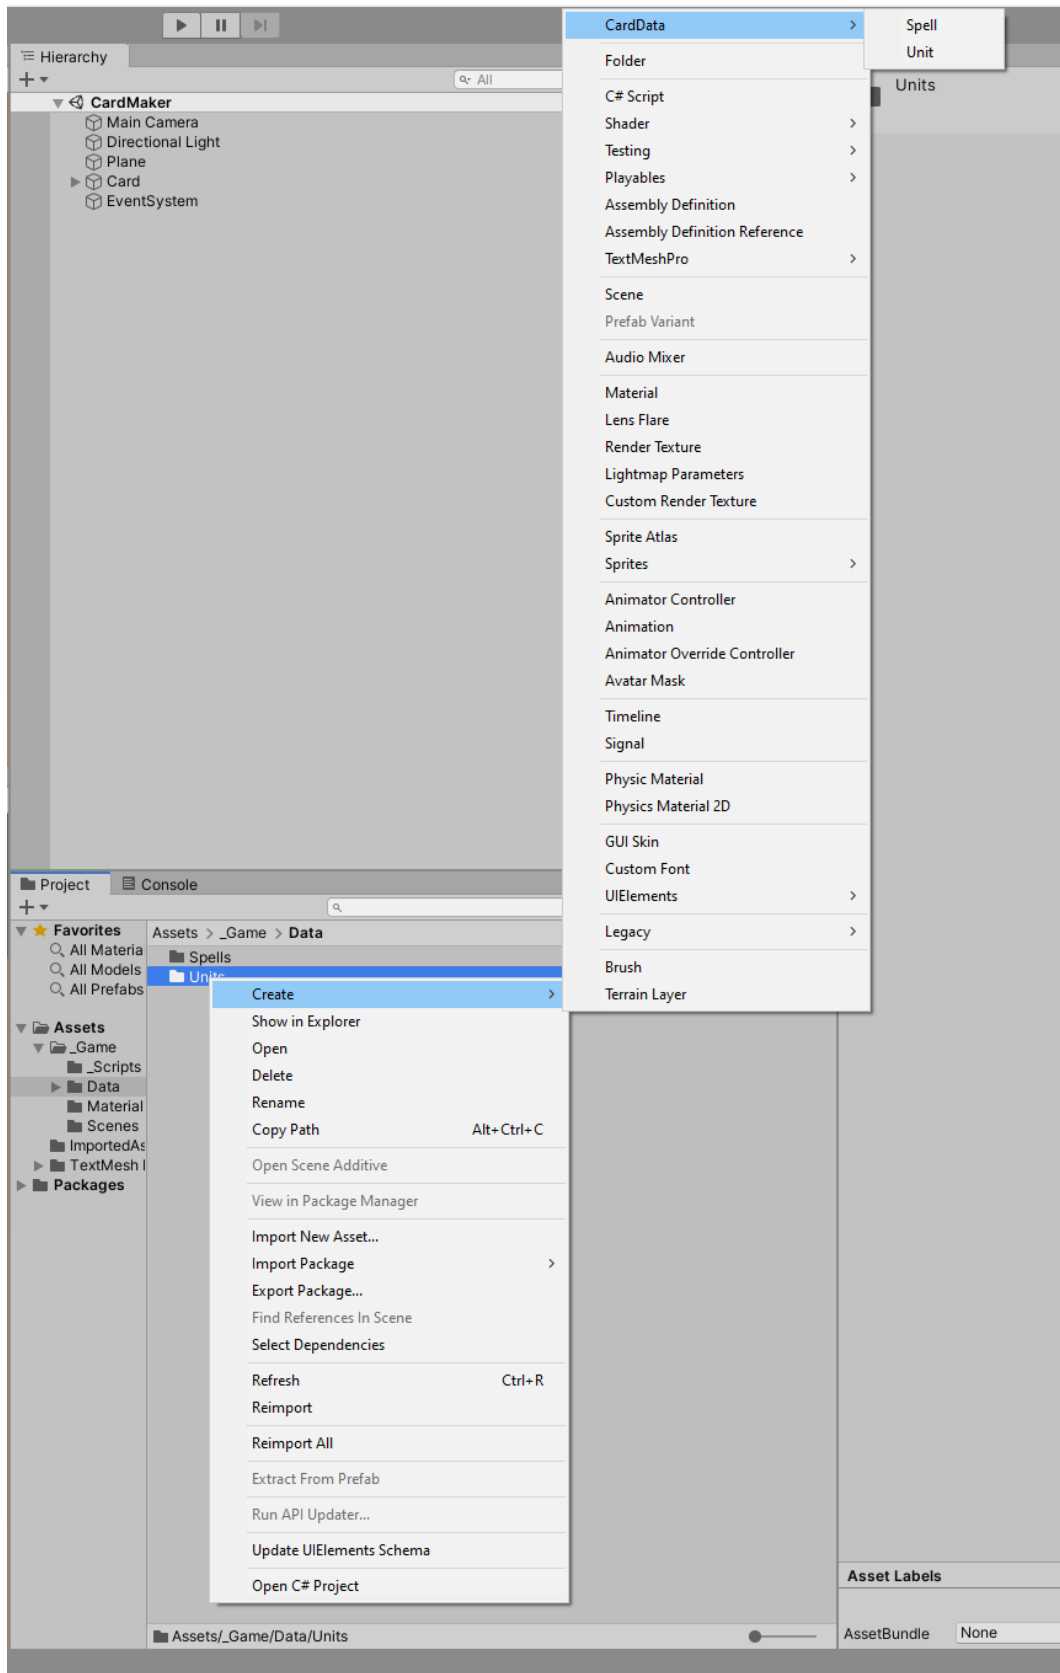 Hierarchy
All
CardMaker
Main Camera
Directional Light
Plane
Card
EventSystem
CardData
Folder
C# Script
Shader
Testing
Playables
Assembly Definition
Assembly Definition Reference
TextMeshPro
Scene
Prefab Variant
Audio Mixer
Material
Lens Flare
Render Texture
Lightmap Parameters
Custom Render Texture
Sprite Atlas
Sprites
Animator Controller
Animation
Animator Override Controller
Avatar Mask
Timeline
Signal
Physic Material
Physics Material 2D
GUI Skin
Custom Font
UIElements
Legacy
Brush
Terrain Layer
Spell
Unit
Units
Project Console
Favorites
All Materia
All Models
All Prefabs
Assets
_Game
_Scripts
Data
Material
Scenes
ImportedAs
TextMesh
Packages
Assets > _Game > Data
Spells
Units
Create
Show in Explorer
Open
Delete
Rename
Copy Path Alt+Ctrl+C
Open Scene Additive
View in Package Manager
Import New Asset...
Import Package
Export Package...
Find References In Scene
Select Dependencies
Refresh Ctrl+R
Reimport
Reimport All
Extract From Prefab
Run API Updater...
Update UIElements Schema
Open C# Project
Assets/_Game/Data/Units
Asset Labels
AssetBundle None